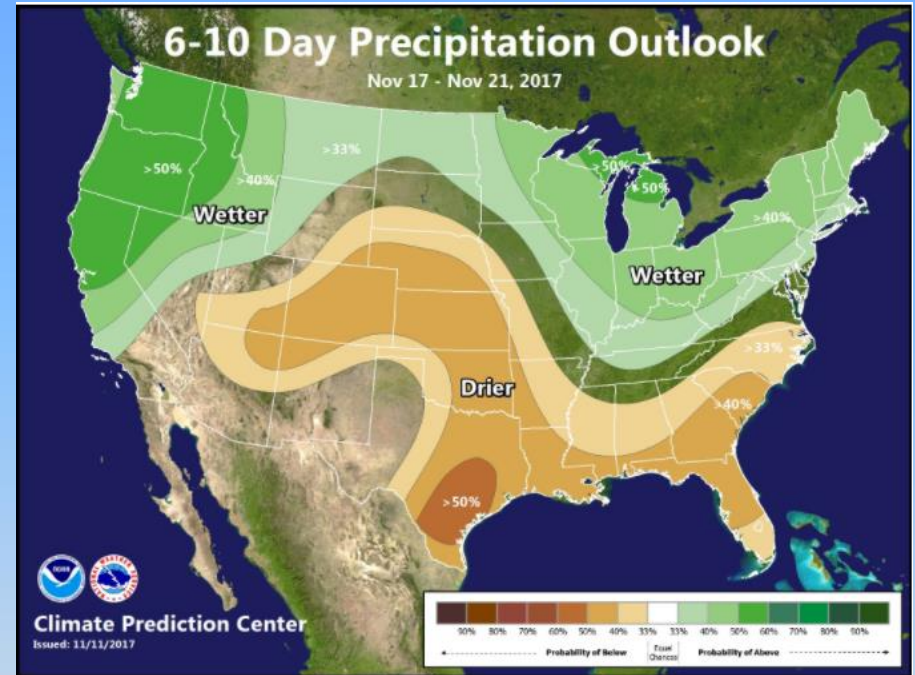 6-10 Day Precipitation Outlook
Nov 17 - Nov 21, 2017
>50%
>50%
>33%
>50%
>40%
>40%
Wetter
Wetter
>33%
Drier
>40%
>50%
Climate Prediction Center
Issued: 11/11/2017
90% 80% 70% 60% 50% 40% 33% 33% 40% 50% 60% 70% 80% 90%
Probability of Below Equal Chances Probability of Above